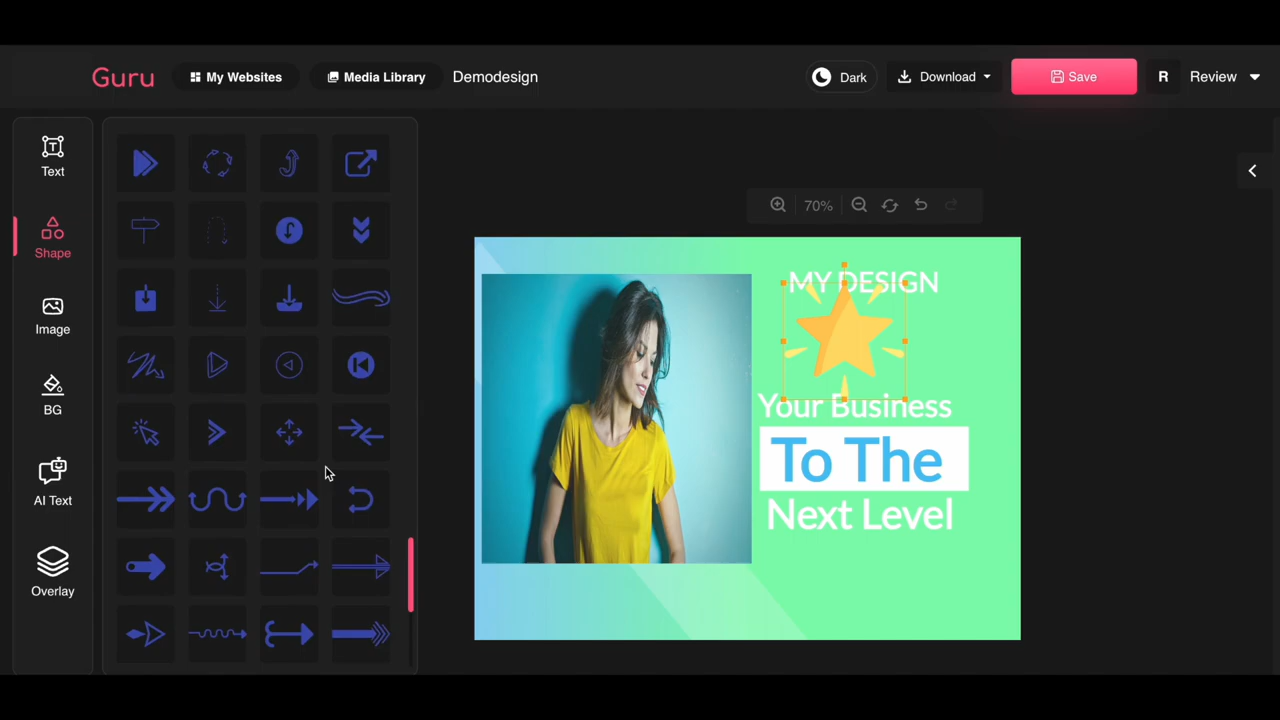 Guru My Websites Media Library Demodesign Dark Download Save R Review
Text
Shape
Image
BG
AI Text
Overlay
70%
MY DESIGN
Your Business
To The
Next Level